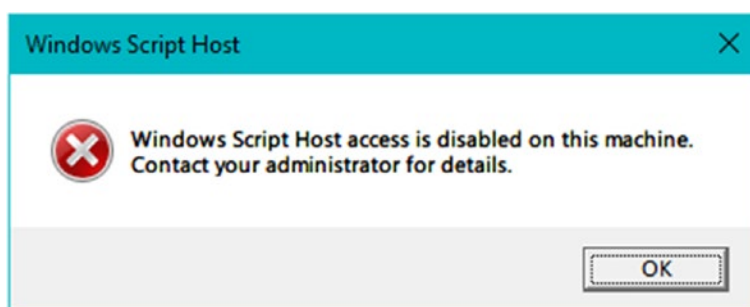 Windows Script Host
Windows Script Host access is disabled on this machine.
Contact your administrator for details.
OK